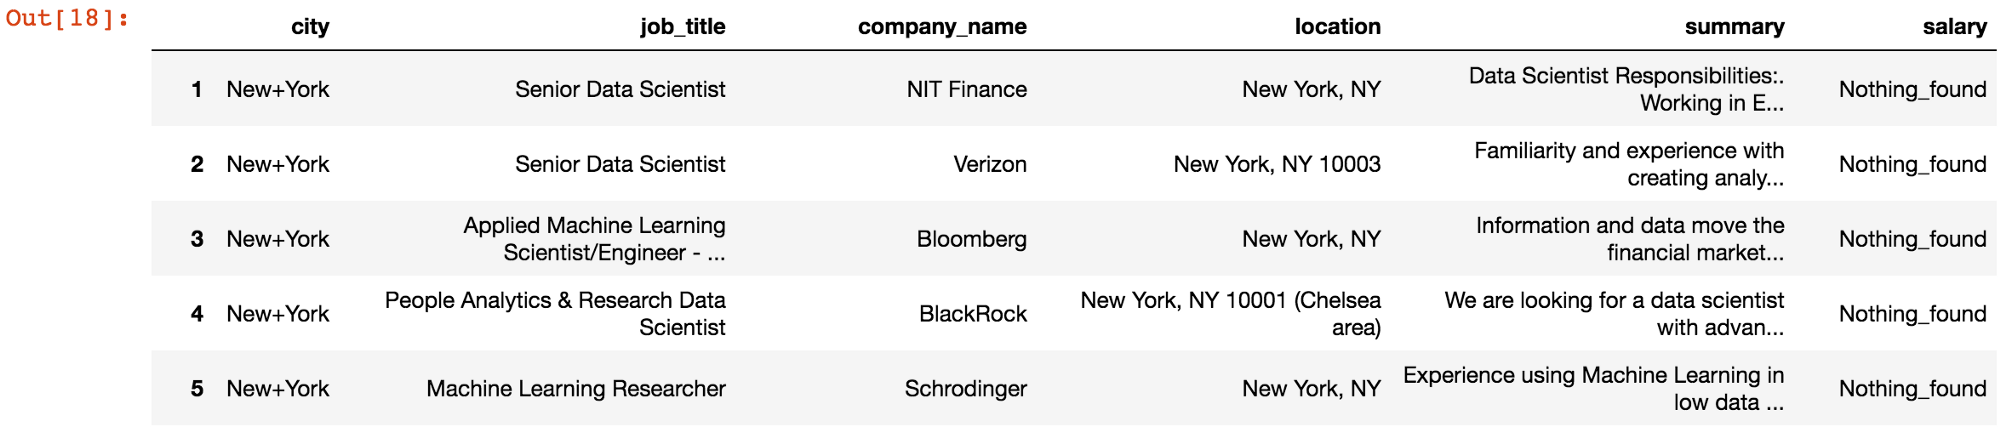 Out[18]:
city job_title company_name location summary salary
1 New+York Senior Data Scientist NIT Finance New York, NY Data Scientist Responsibilities:. Working in E... Nothing_found
2 New+York Senior Data Scientist Verizon New York, NY 10003 Familiarity and experience with creating analy... Nothing_found
3 New+York Applied Machine Learning Scientist/Engineer - ... Bloomberg New York, NY Information and data move the financial market... Nothing_found
4 New+York People Analytics & Research Data Scientist BlackRock New York, NY 10001 (Chelsea area) We are looking for a data scientist with advan... Nothing_found
5 New+York Machine Learning Researcher Schrodinger New York, NY Experience using Machine Learning in low data ... Nothing_found